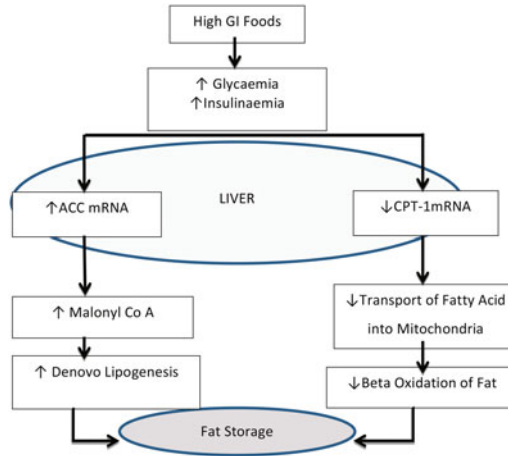 High GI Foods
↑ Glycaemia
↑Insulinaemia
LIVER
↑ACC mRNA
↓CPT-1mRNA
↑ Malonyl Co A
↓Transport of Fatty Acid
into Mitochondria
↑ Denovo Lipogenesis
↓Beta Oxidation of Fat
Fat Storage